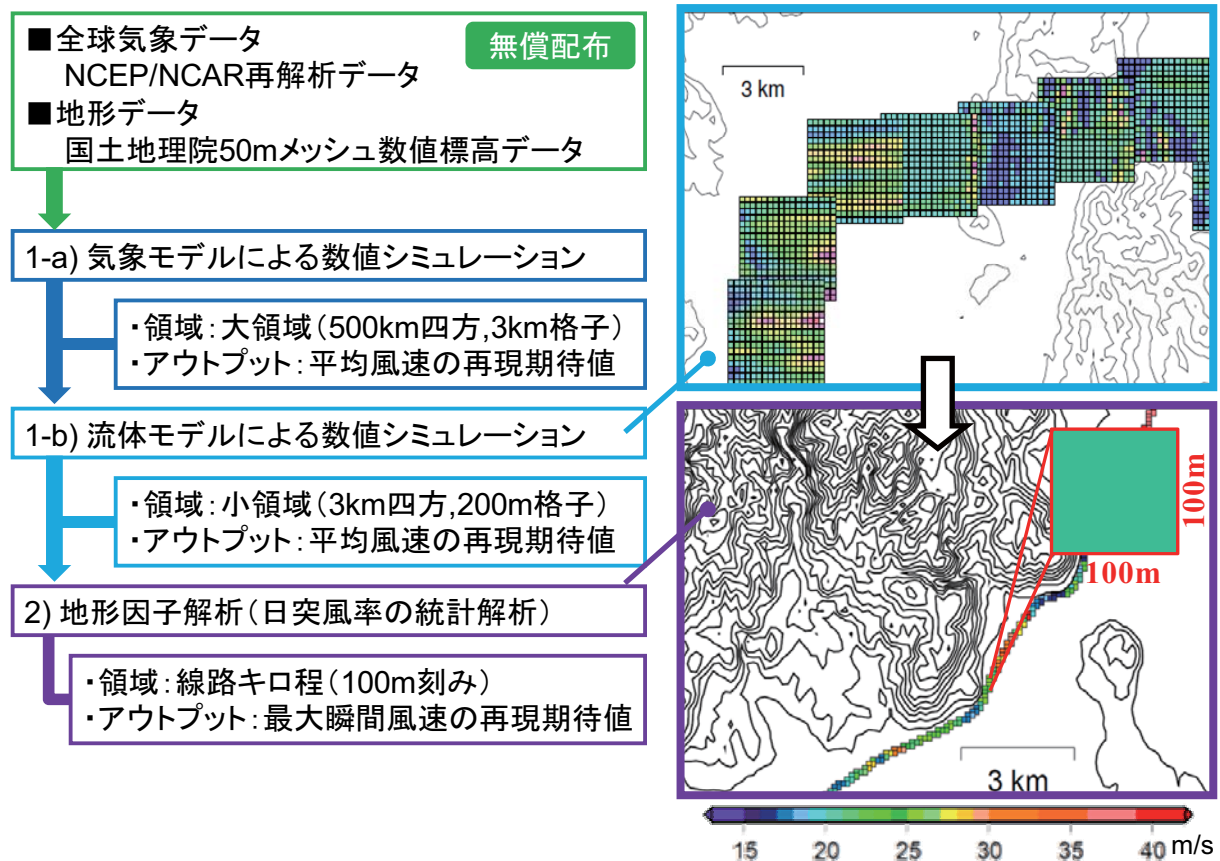 ■全球気象データ
NCEP/NCAR再解析データ
無償配布
■地形データ
国土地理院50mメッシュ数値標高データ
1-a) 気象モデルによる数値シミュレーション
・領域：大領域（500km四方,3km格子）
・アウトプット：平均風速の再現期待値
1-b) 流体モデルによる数値シミュレーション
・領域：小領域（3km四方,200m格子）
・アウトプット：平均風速の再現期待値
2) 地形因子解析（日突風率の統計解析）
・領域：線路キロ程（100m刻み）
・アウトプット：最大瞬間風速の再現期待値
3 km
100m
100m
3 km
15 20 25 30 35 40 m/s